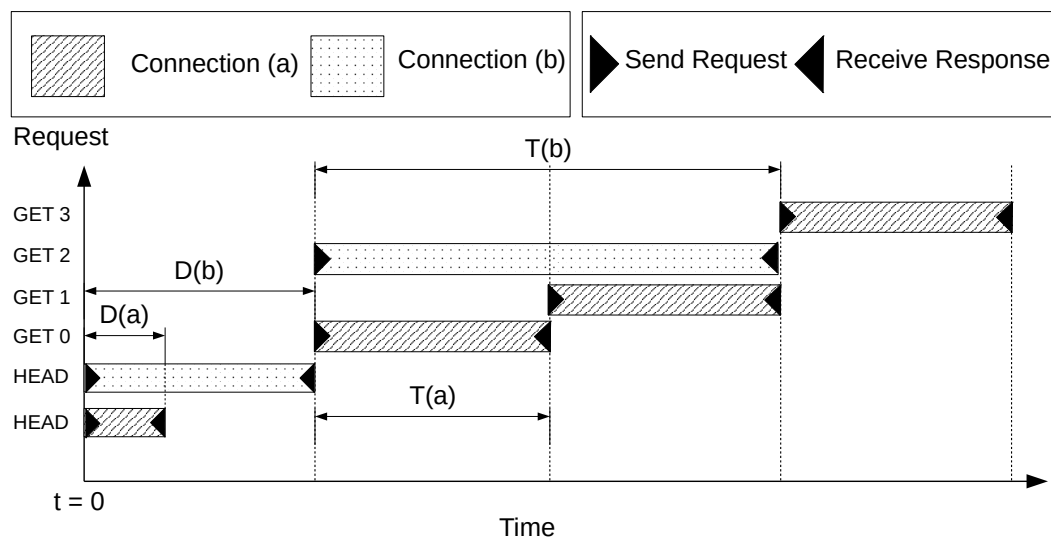 Connection (a)
Connection (b)
Send Request
Receive Response
Request
T(b)
GET 3
GET 2
D(b)
GET 1
D(a)
GET 0
HEAD
T(a)
HEAD
t = 0
Time